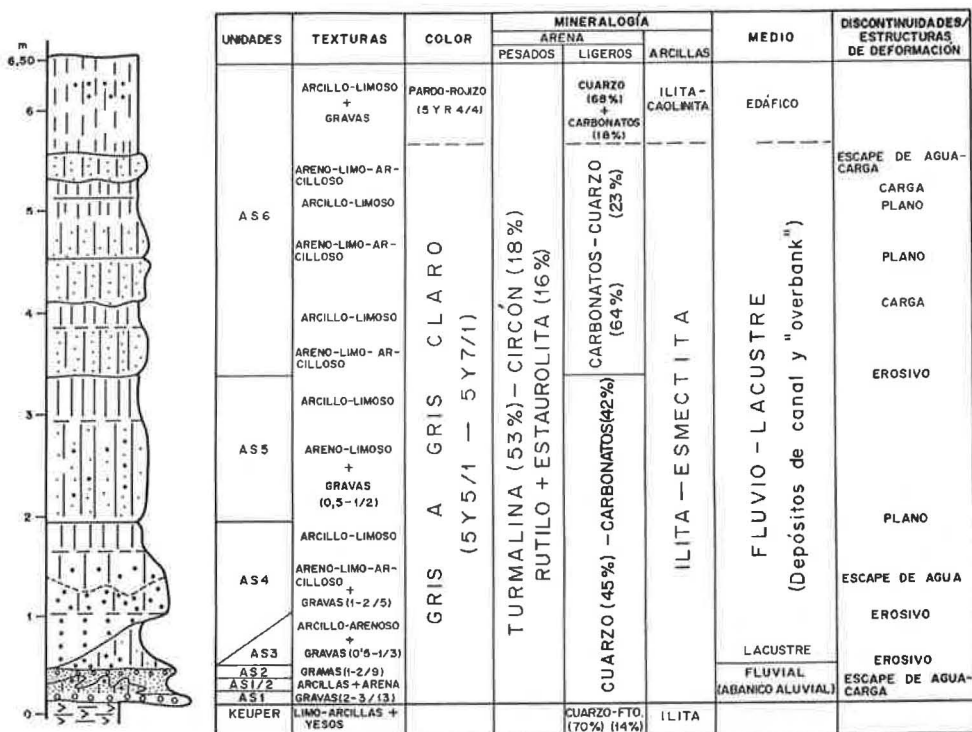 m
6,50
6
5
4
3
2
1
0
UNIDADES
TEXTURAS
COLOR
MINERALOGÍA
ARENA
PESADOS
LIGEROS
ARCILLAS
MEDIO
DISCONTINUIDADES/
ESTRUCTURAS
DE DEFORMACIÓN
AS6
AS5
AS4
AS3
AS2
AS1/2
AS1
KEUPER
ARCILLO-LIMOSO
+
GRAVAS
ARENO-LIMO-AR-
CILLOSO
ARCILLO-LIMOSO
ARENO-LIMO-AR-
CILLOSO
ARCILLO-LIMOSO
ARENO-LIMO-AR-
CILLOSO
ARCILLO-LIMOSO
ARENO-LIMOSO
+
GRAVAS
(0,5-1/2)
ARCILLO-LIMOSO
ARENO-LIMO-AR-
CILLOSO
+
GRAVAS(1-2/5)
ARCILLO-ARENOSO
+
GRAVAS(0'5-1/3)
GRAVAS(1-2/9)
ARCILLAS+ARENA
GRAVAS(2-3/13)
LIMO-ARCILLAS +
YESOS
PARDO-ROJIZO
(5 Y R 4/4)
GRIS A GRIS CLARO
(5Y5/1 — 5Y7/1)
TURMALINA (53%) - CIRCÓN (18%)
RUTILO + ESTAUROLITA (16%)
CUARZO
(68%)
+
CARBONATOS
(18%)
CARBONATOS - CUARZO
(64%) (23%)
CUARZO (45%) - CARBONATOS(42%)
CUARZO-FTO.
(70%) (14%)
ILITA-
CAOLINITA
ILITA — ESMECTITA
ILITA
EDÁFICO
FLUVIO - LACUSTRE
(Depósitos de canal y "overbank")
LACUSTRE
FLUVIAL
(ABANICO ALUVIAL)
ESCAPE DE AGUA-
CARGA
CARGA
PLANO
PLANO
CARGA
EROSIVO
PLANO
ESCAPE DE AGUA
EROSIVO
EROSIVO
ESCAPE DE AGUA-
CARGA